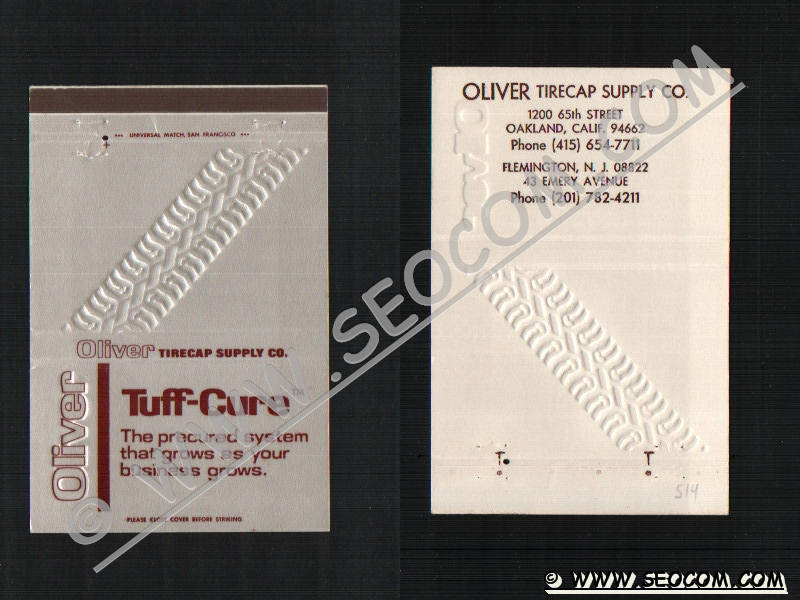 *** UNIVERSAL MATCH, SAN FRANCISCO ***
Oliver TIRECAP SUPPLY CO.
Oliver
Tuff-Cure™
The precured system
that grows as your
business grows.
PLEASE CLOSE COVER BEFORE STRIKING
OLIVER TIRECAP SUPPLY CO.
1200 65th STREET
OAKLAND, CALIF. 94662
Phone (415) 654-7711
FLEMINGTON, N. J. 08822
43 EMERY AVENUE
Phone (201) 782-4211
T T
514
© WWW.SEOCOM.COM
© WWW.SEOCOM.COM